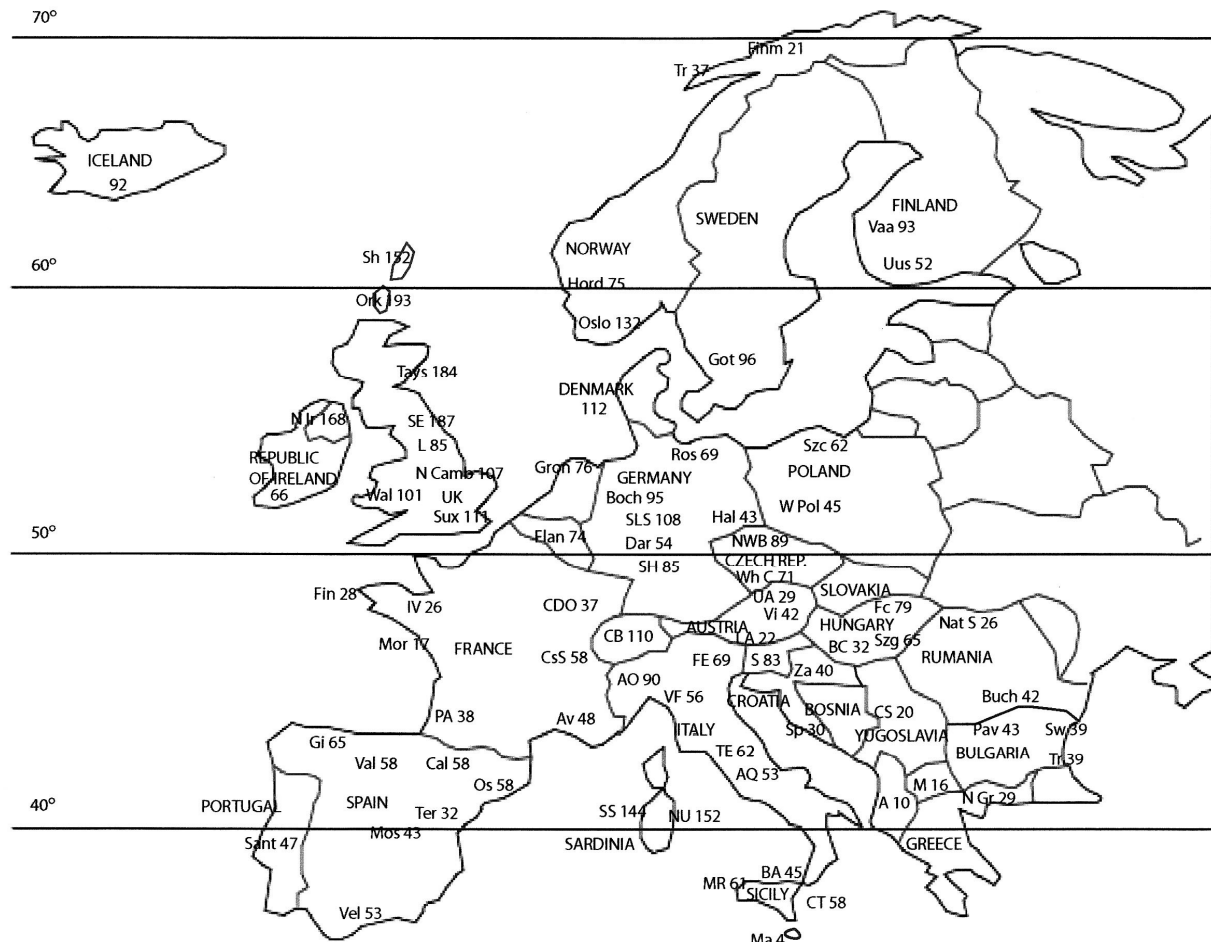 70°
Finm 21
Tr 37
ICELAND
92
SWEDEN
FINLAND
Vaa 93
NORWAY
Sh 152
Uus 52
60°
Hord 75
Ork 193
Oslo 132
Got 96
Tays 184
DENMARK
112
N Ir 168
SE 187
L 85
Szc 62
Ros 69
REPUBLIC
OF IRELAND
66
N Camb 107
Gron 76
GERMANY
POLAND
Wal 101
UK
Boch 95
W Pol 45
Sux 111
SLS 108
Hal 43
50°
Flan 74
Dar 54
NWB 89
CZECH REP.
SH 85
Wh C 71
SLOVAKIA
Fin 28
IV 26
CDO 37
UA 29
Vi 42
Fc 79
AUSTRIA
HUNGARY
Nat S 26
CB 110
LA 22
Szg 65
Mor 17
FRANCE
BC 32
CsS 58
FE 69
S 83
Za 40
RUMANIA
AO 90
VF 56
CROATIA
BOSNIA
CS 20
Buch 42
PA 38
Av 48
ITALY
Sp 30
YUGOSLAVIA
Pav 43
Sw 39
Gi 65
Val 58
Cal 58
TE 62
BULGARIA
Tr 39
Os 58
AQ 53
M 16
40°
PORTUGAL
SPAIN
Ter 32
SS 144
NU 152
A 10
N Gr 29
Mos 43
Sant 47
SARDINIA
GREECE
BA 45
MR 61
SICILY
CT 58
Vel 53
Ma 4